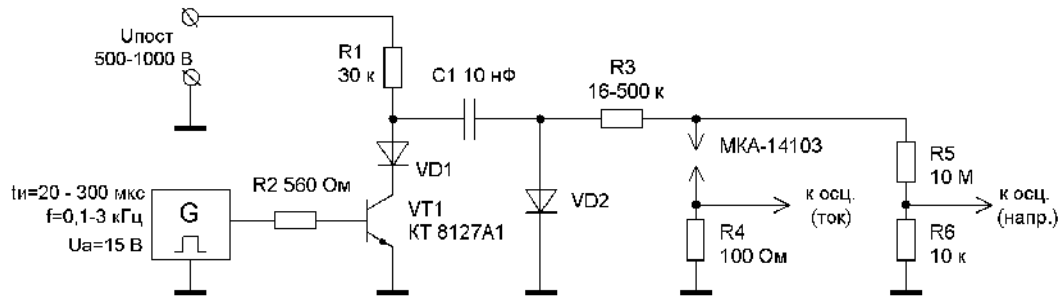 Uпост
500-1000 В
R1
30 к
C1 10 нФ
R3
16-500 к
VD1
МКА-14103
R5
10 М
tи=20 - 300 мкс
f=0,1-3 кГц
Uа=15 В
G
R2 560 Ом
VT1
КТ 8127А1
VD2
к осц.
(ток)
к осц.
(напр.)
R4
100 Ом
R6
10 к